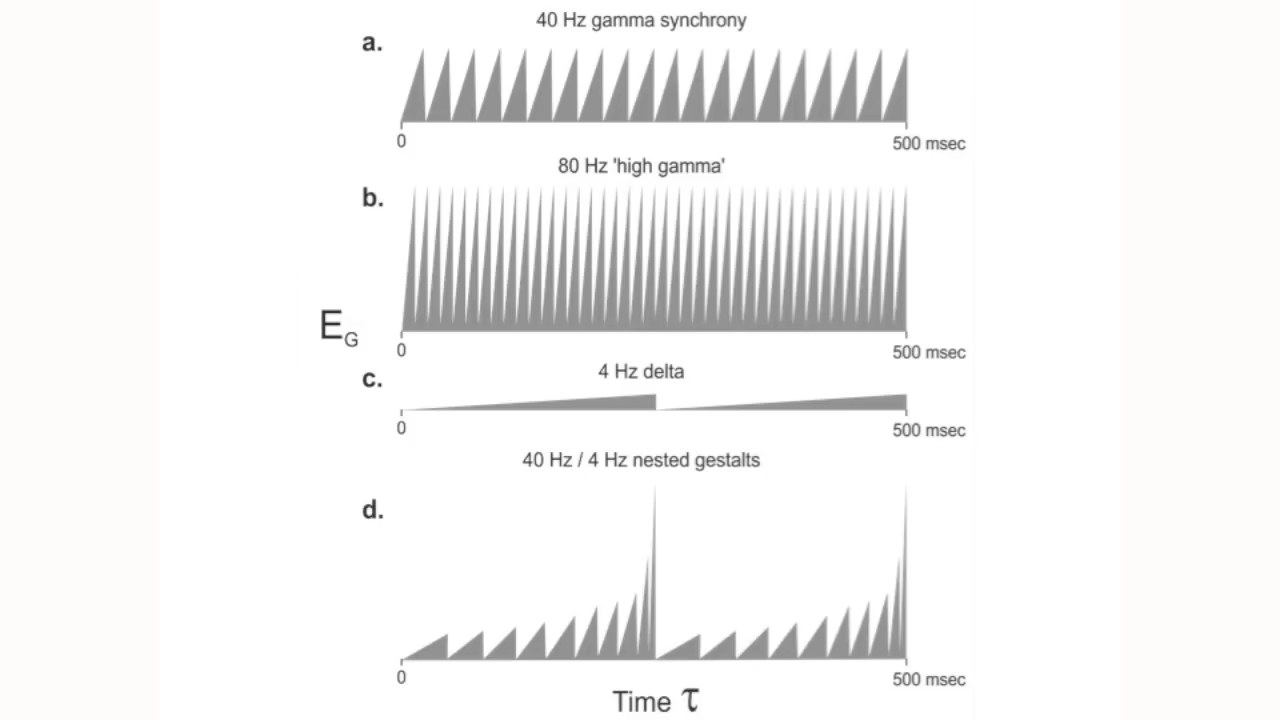 40 Hz gamma synchrony
a.
0
500 msec
80 Hz 'high gamma'
b.
E_G
0
500 msec
4 Hz delta
c.
0
500 msec
40 Hz / 4 Hz nested gestalts
d.
0
500 msec
Time τ